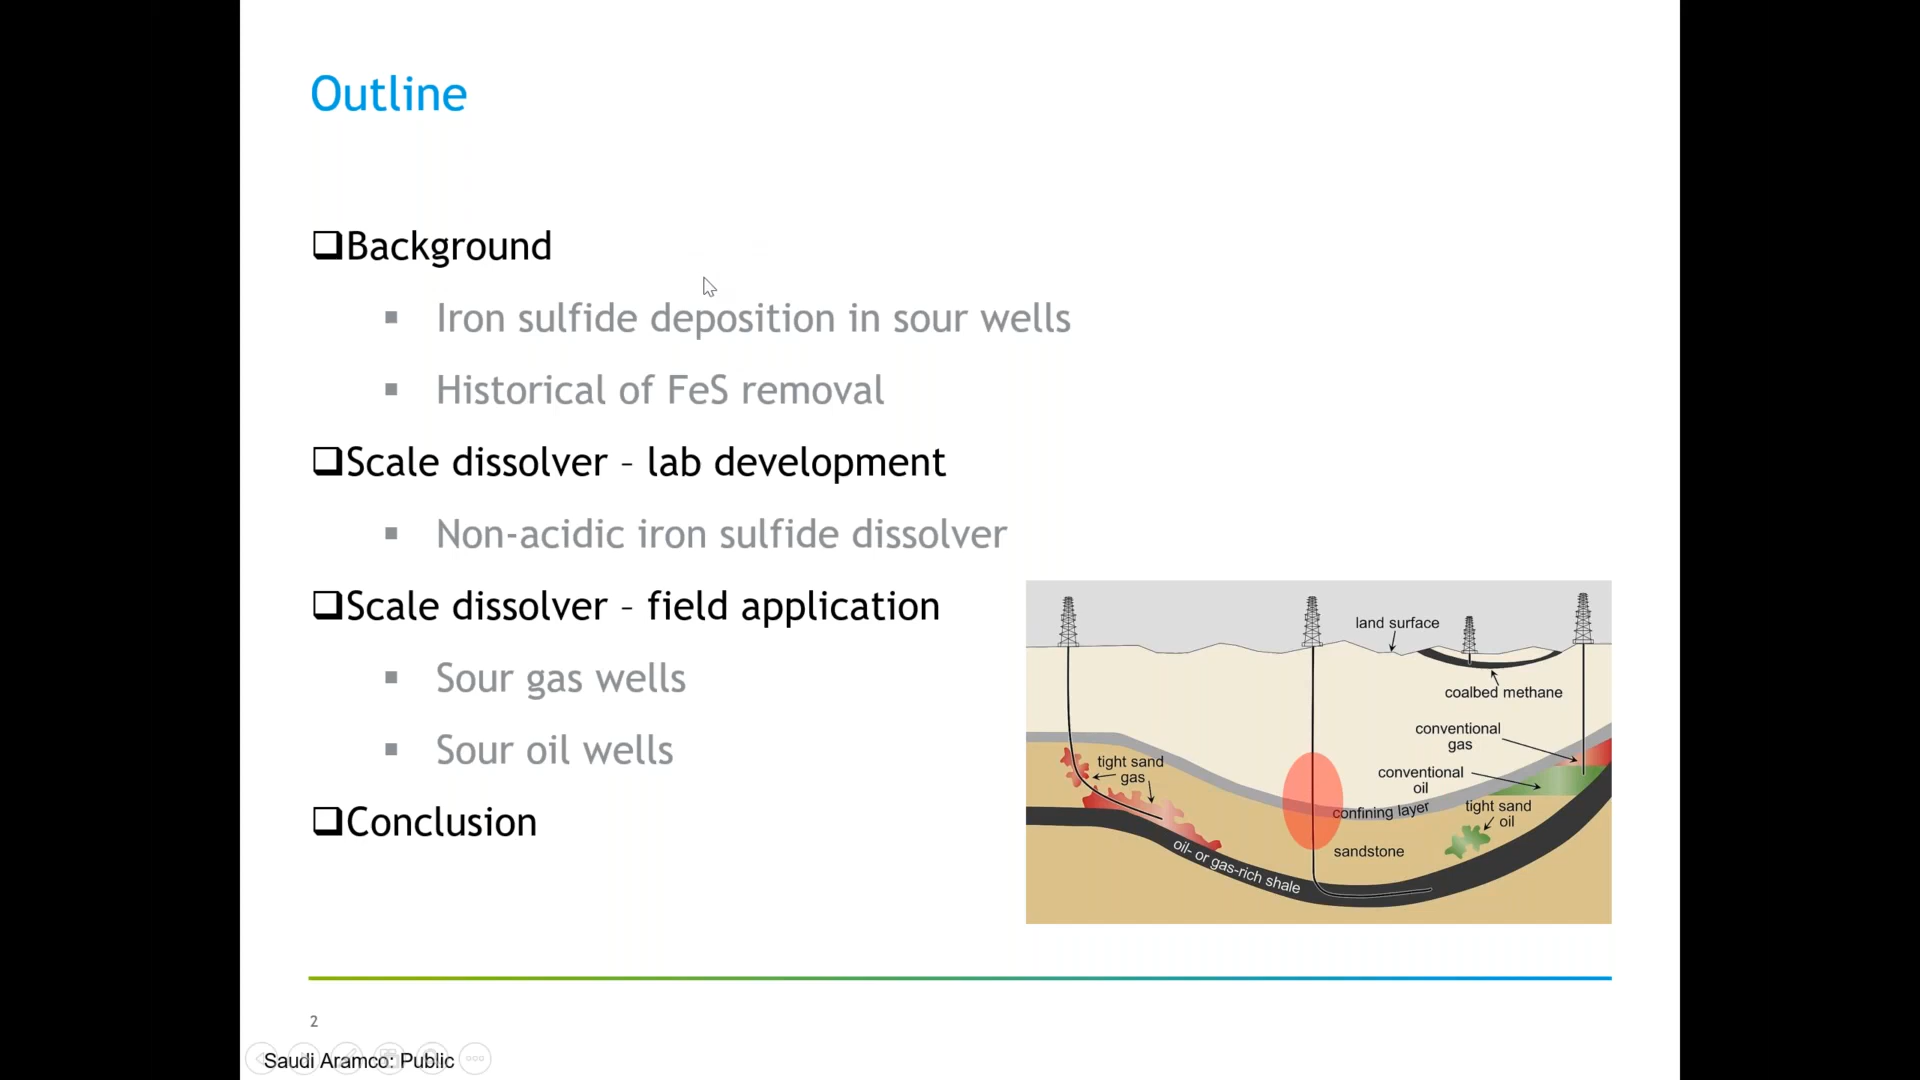 Outline
❑Background
▪ Iron sulfide deposition in sour wells
▪ Historical of FeS removal
❑Scale dissolver – lab development
▪ Non-acidic iron sulfide dissolver
❑Scale dissolver – field application
▪ Sour gas wells
▪ Sour oil wells
❑Conclusion
land surface
coalbed methane
conventional
gas
conventional
oil
tight sand
gas
confining layer
tight sand
oil
sandstone
oil- or gas-rich shale
2
Saudi Aramco: Public